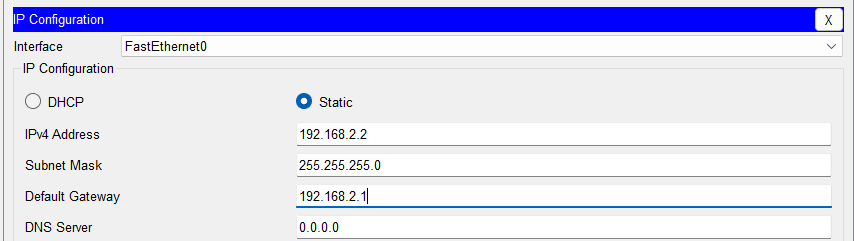 IP Configuration X
Interface FastEthernet0
IP Configuration
DHCP Static
IPv4 Address 192.168.2.2
Subnet Mask 255.255.255.0
Default Gateway 192.168.2.1
DNS Server 0.0.0.0